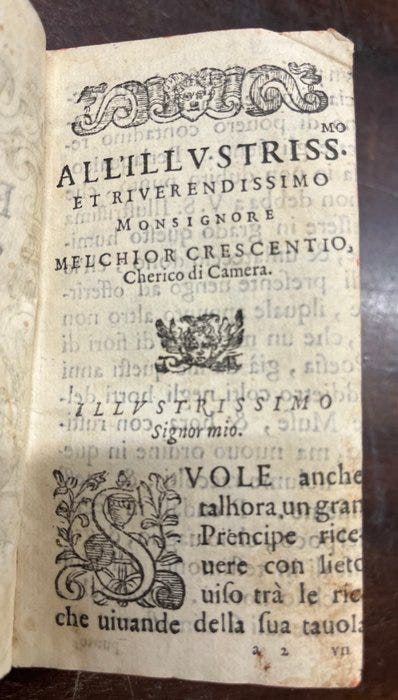 ALL'ILLVSTRISS.MO
ET RIVERENDISSIMO
MONSIGNORE
MELCHIOR CRESCENTIO,
Cherico di Camera.
ILLVSTRISSIMO
Signor mio.
SVOLE anche
talhora, un gran
Prencipe rice-
uere con lieto
uiso trà le ric-
che uiuande della sua tauola
a 2 vn